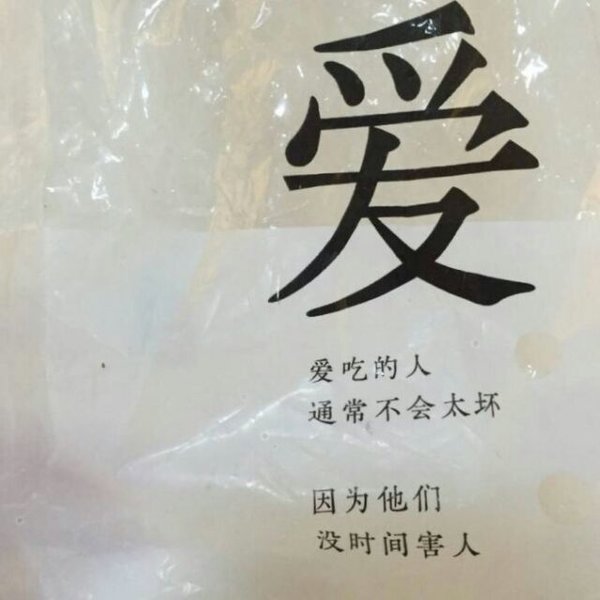 爱
爱吃的人
通常不会太坏
因为他们
没时间害人